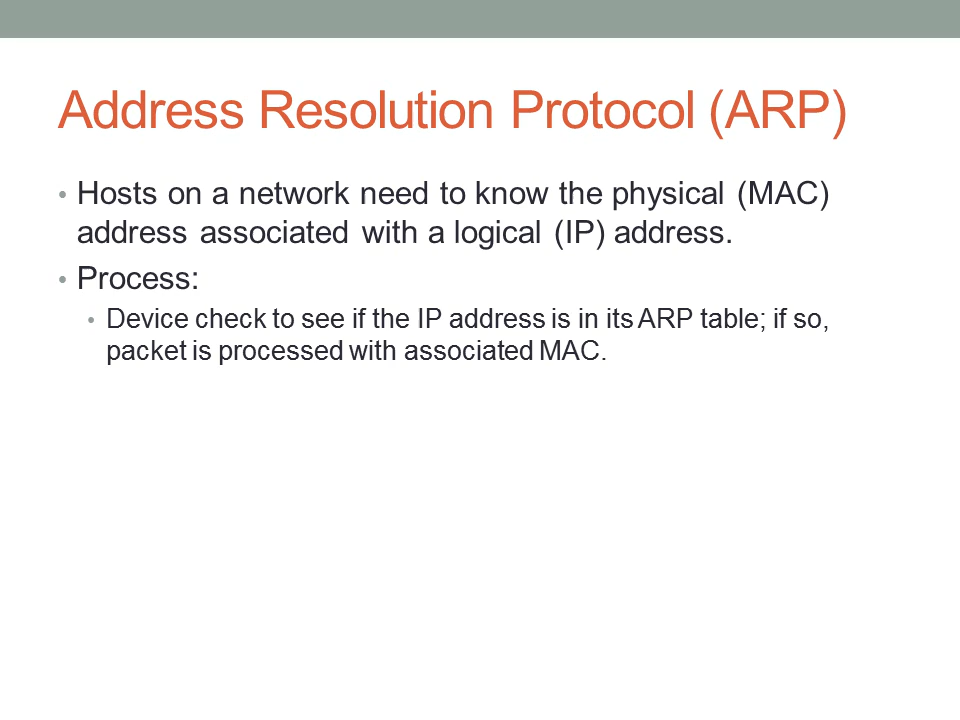 Address Resolution Protocol (ARP)
• Hosts on a network need to know the physical (MAC)
address associated with a logical (IP) address.
• Process:
• Device check to see if the IP address is in its ARP table; if so,
packet is processed with associated MAC.